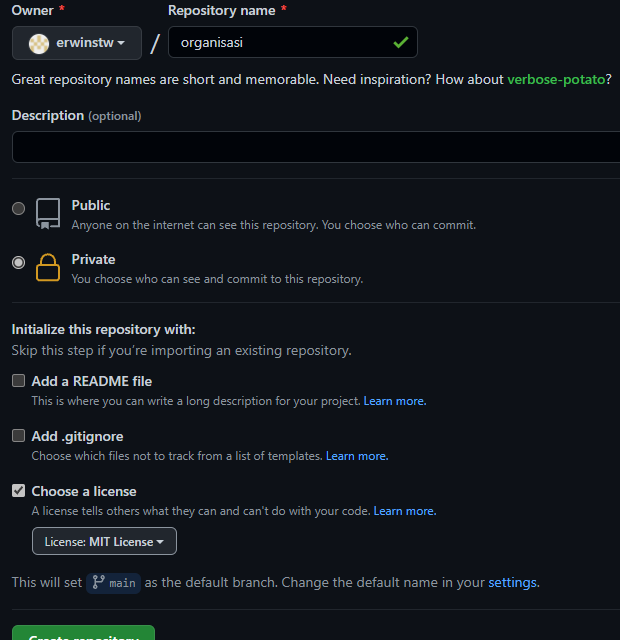 Owner * Repository name *
erwinstw / organisasi
Great repository names are short and memorable. Need inspiration? How about verbose-potato?
Description (optional)
Public
Anyone on the internet can see this repository. You choose who can commit.
Private
You choose who can see and commit to this repository.
Initialize this repository with:
Skip this step if you're importing an existing repository.
Add a README file
This is where you can write a long description for your project. Learn more.
Add .gitignore
Choose which files not to track from a list of templates. Learn more.
Choose a license
A license tells others what they can and can't do with your code. Learn more.
License: MIT License
This will set main as the default branch. Change the default name in your settings.
Create repository